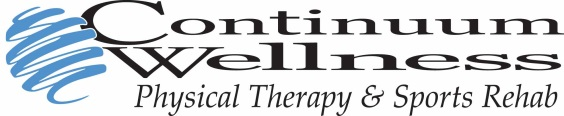 Continuum
Wellness
Physical Therapy & Sports Rehab